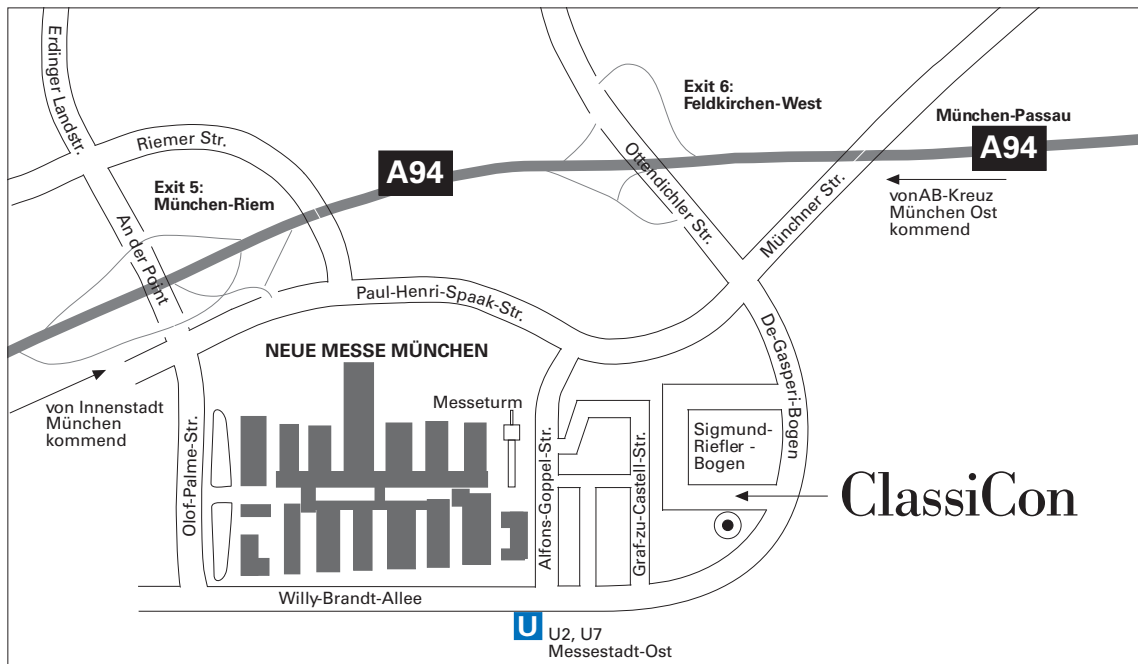 Erdinger Landstr.
Riemer Str.
Exit 5:
München-Riem
An der Point
A94
Exit 6:
Feldkirchen-West
Ottendichler Str.
München-Passau
A94
vonAB-Kreuz
München Ost
kommend
Münchner Str.
Paul-Henri-Spaak-Str.
De-Gasperi-Bogen
NEUE MESSE MÜNCHEN
von Innenstadt
München
kommend
Olof-Palme-Str.
Messeturm
Alfons-Goppel-Str.
Graf-zu-Castell-Str.
Sigmund-
Riefler -
Bogen
ClassiCon
Willy-Brandt-Allee
U
U2, U7
Messestadt-Ost